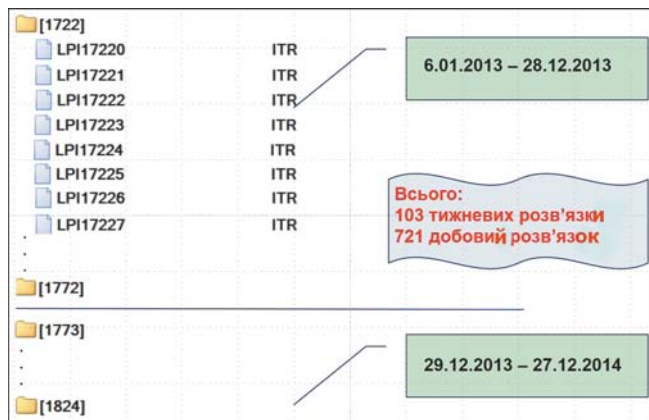 [1722]
LPI17220 ITR
LPI17221 ITR
LPI17222 ITR
LPI17223 ITR
LPI17224 ITR
LPI17225 ITR
LPI17226 ITR
LPI17227 ITR
.
.
.
[1772]
6.01.2013 – 28.12.2013
Всього:
103 тижневих розв’язки
721 добовий розв’язок
[1773]
.
.
.
[1824]
29.12.2013 – 27.12.2014